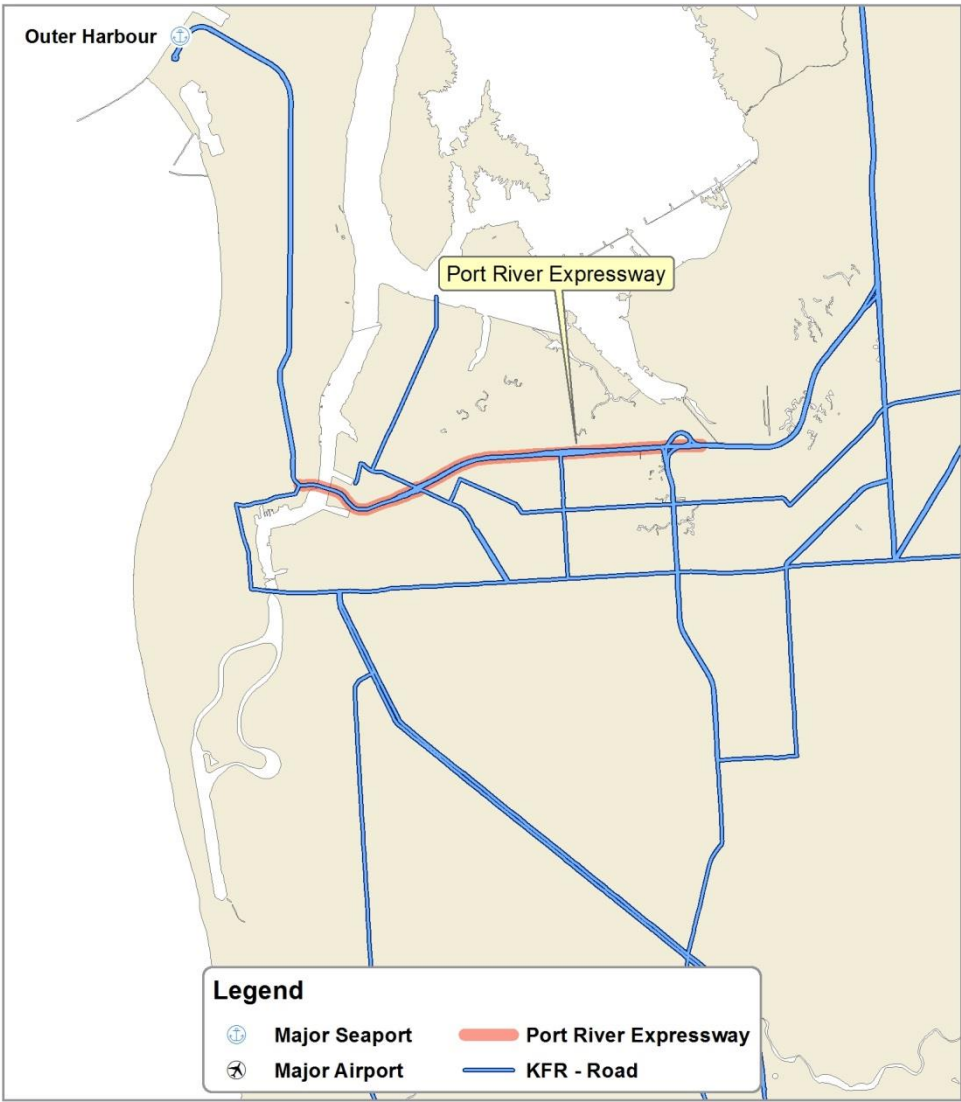 Outer Harbour
Port River Expressway
Legend
Major Seaport
Port River Expressway
Major Airport
KFR - Road